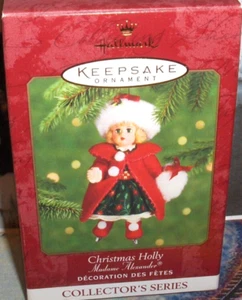 Hallmark
KEEPSAKE
ORNAMENT
Christmas Holly
Madame Alexander®
DÉCORATION DES FÊTES
COLLECTOR'S SERIES